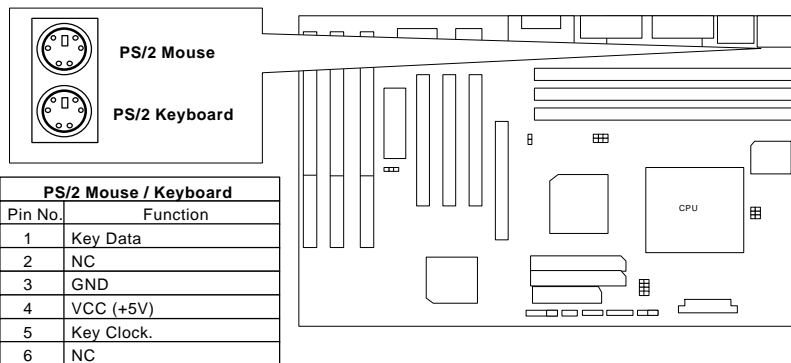 PS/2 Mouse
PS/2 Keyboard
CPU
PS/2 Mouse / Keyboard
Pin No. Function
1 Key Data
2 NC
3 GND
4 VCC (+5V)
5 Key Clock.
6 NC